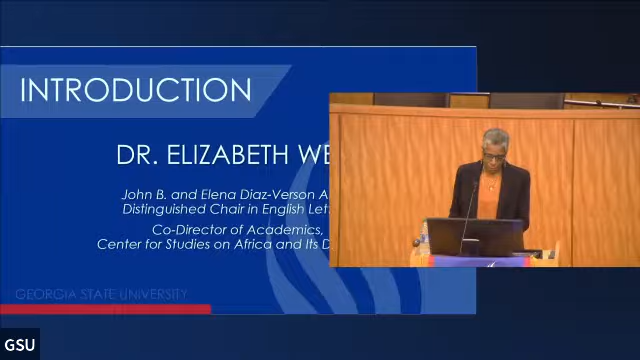 INTRODUCTION
DR. ELIZABETH WE
John B. and Elena Diaz-Verson A
Distinguished Chair in English Let
Co-Director of Academics,
Center for Studies on Africa and Its D
GEORGIA STATE UNIVERSITY
GSU